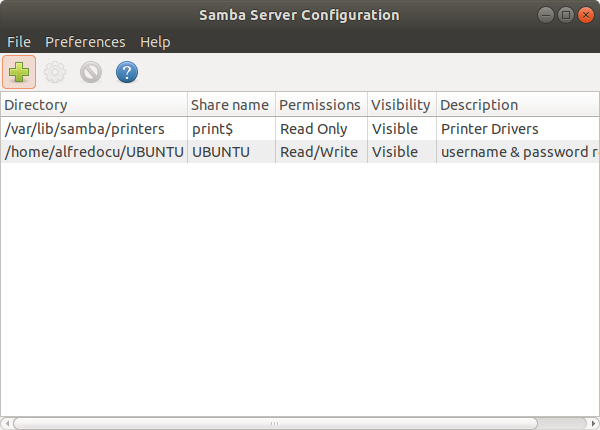 Samba Server Configuration
File Preferences Help
Directory Share name Permissions Visibility Description
/var/lib/samba/printers print$ Read Only Visible Printer Drivers
/home/alfredocu/UBUNTU UBUNTU Read/Write Visible username & password